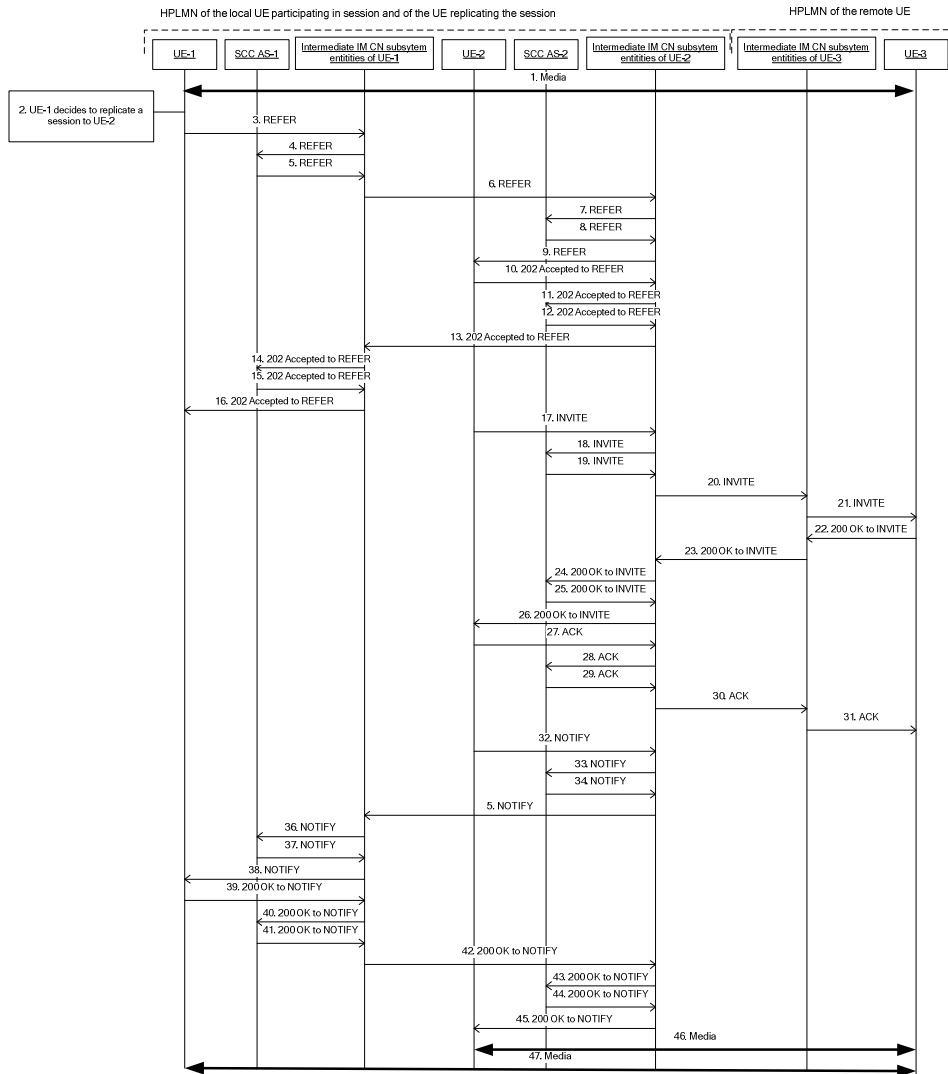 HPLMN of the local UE participating in session and of the UE replicating the session
HPLMN of the remote UE
UE-1
SCC AS-1
Intermediate IM CN subsytem
entitities of UE-1
UE-2
SCC AS-2
Intermediate IM CN subsytem
entitities of UE-2
Intermediate IM CN subsytem
entitities of UE-3
UE-3
1. Media
2. UE-1 decides to replicate a
session to UE-2
3. REFER
4. REFER
5. REFER
6. REFER
7. REFER
8. REFER
9. REFER
10. 202 Accepted to REFER
11. 202 Accepted to REFER
12. 202 Accepted to REFER
13. 202 Accepted to REFER
14. 202 Accepted to REFER
15. 202 Accepted to REFER
16. 202 Accepted to REFER
17. INVITE
18. INVITE
19. INVITE
20. INVITE
21. INVITE
22. 200 OK to INVITE
23. 200 OK to INVITE
24. 200 OK to INVITE
25. 200 OK to INVITE
26. 200 OK to INVITE
27. ACK
28. ACK
29. ACK
30. ACK
31. ACK
32. NOTIFY
33. NOTIFY
34. NOTIFY
5. NOTIFY
36. NOTIFY
37. NOTIFY
38. NOTIFY
39. 200 OK to NOTIFY
40. 200 OK to NOTIFY
41. 200 OK to NOTIFY
42. 200 OK to NOTIFY
43. 200 OK to NOTIFY
44. 200 OK to NOTIFY
45. 200 OK to NOTIFY
46. Media
47. Media